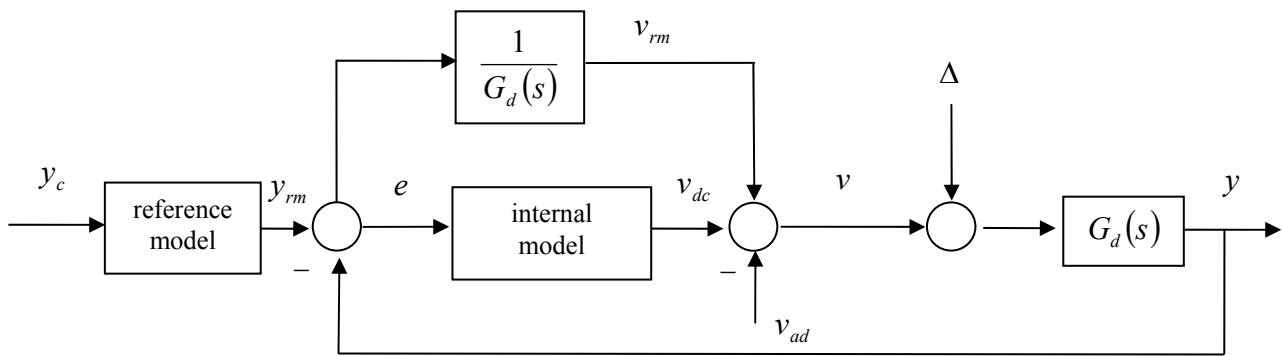 1
G_d(s)
v_rm
Δ
y_c
reference
model
y_rm
e
internal
model
v_dc
v
G_d(s)
y
−
−
v_ad